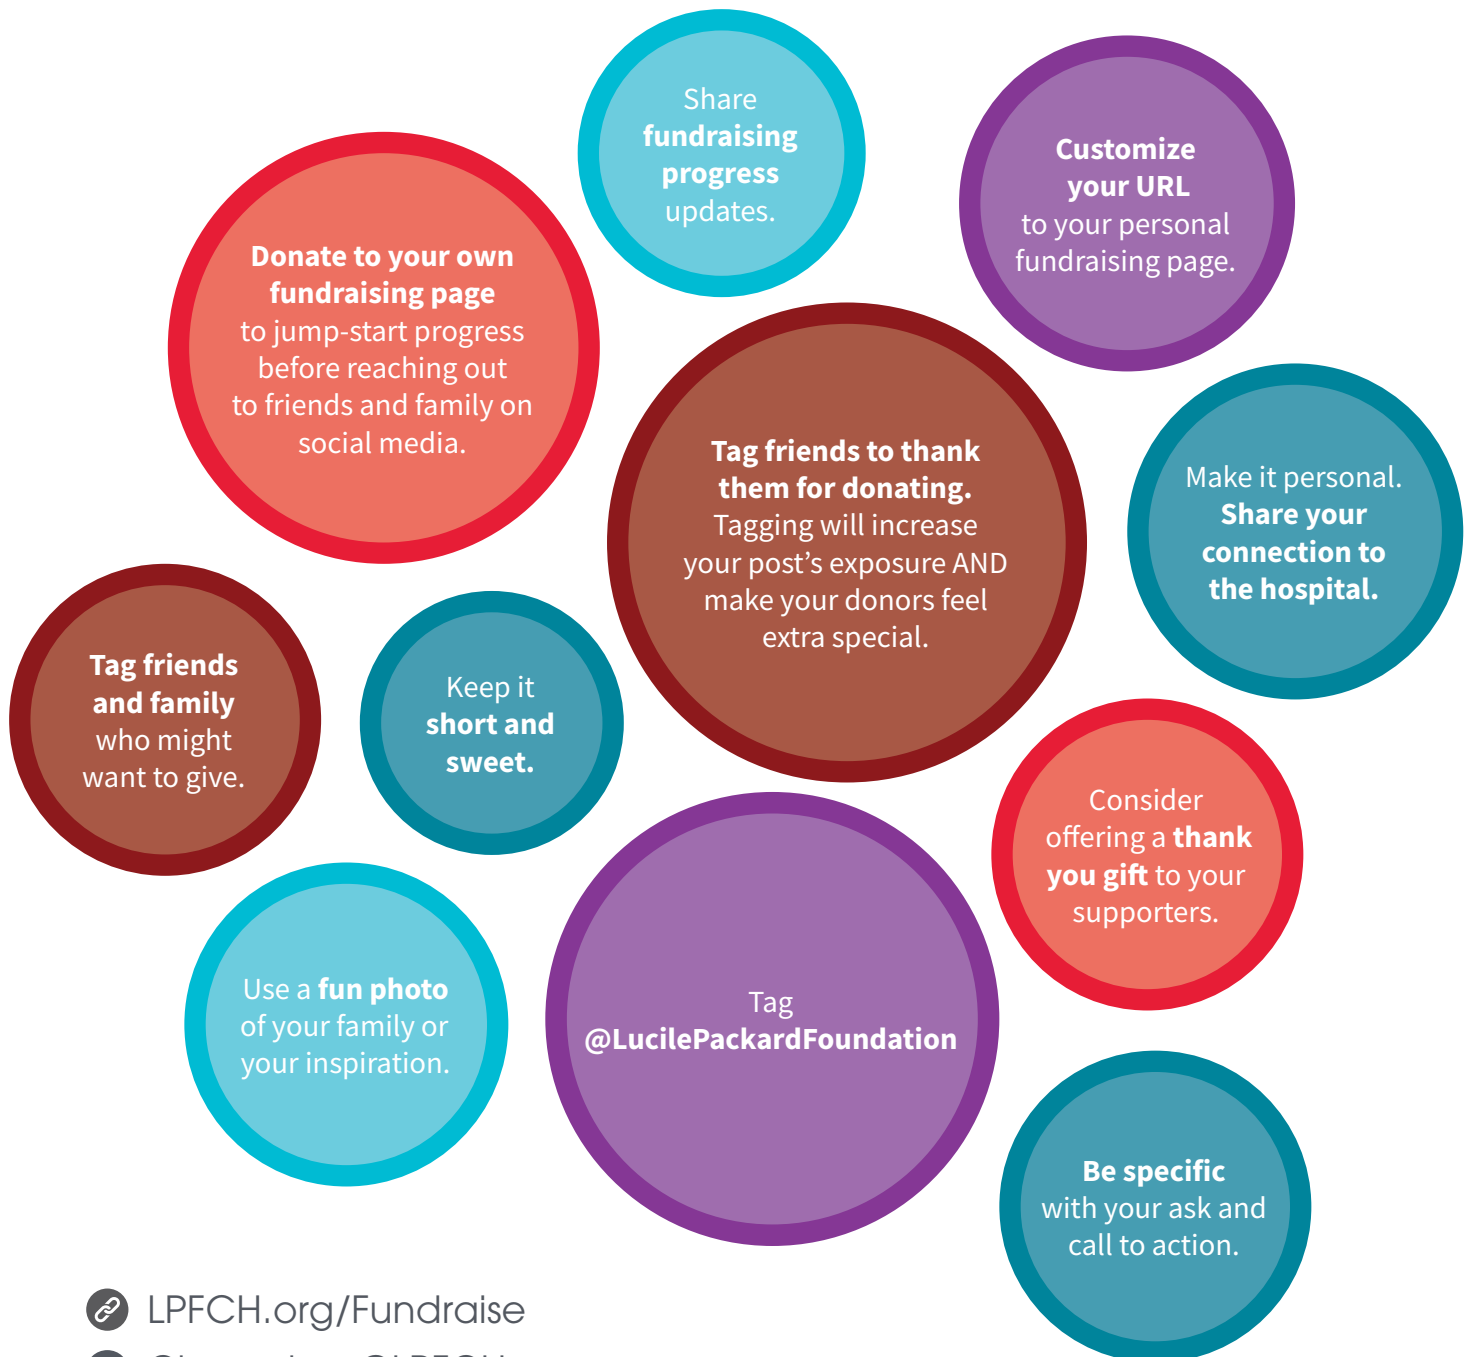 Share
fundraising
progress
updates.
Customize
your URL
to your personal
fundraising page.
Donate to your own
fundraising page
to jump-start progress
before reaching out
to friends and family on
social media.
Tag friends to thank
them for donating.
Tagging will increase
your post’s exposure AND
make your donors feel
extra special.
Make it personal.
Share your
connection to
the hospital.
Tag friends
and family
who might
want to give.
Keep it
short and
sweet.
Consider
offering a thank
you gift to your
supporters.
Use a fun photo
of your family or
your inspiration.
Tag
@LucilePackardFoundation
Be specific
with your ask and
call to action.
LPFCH.org/Fundraise